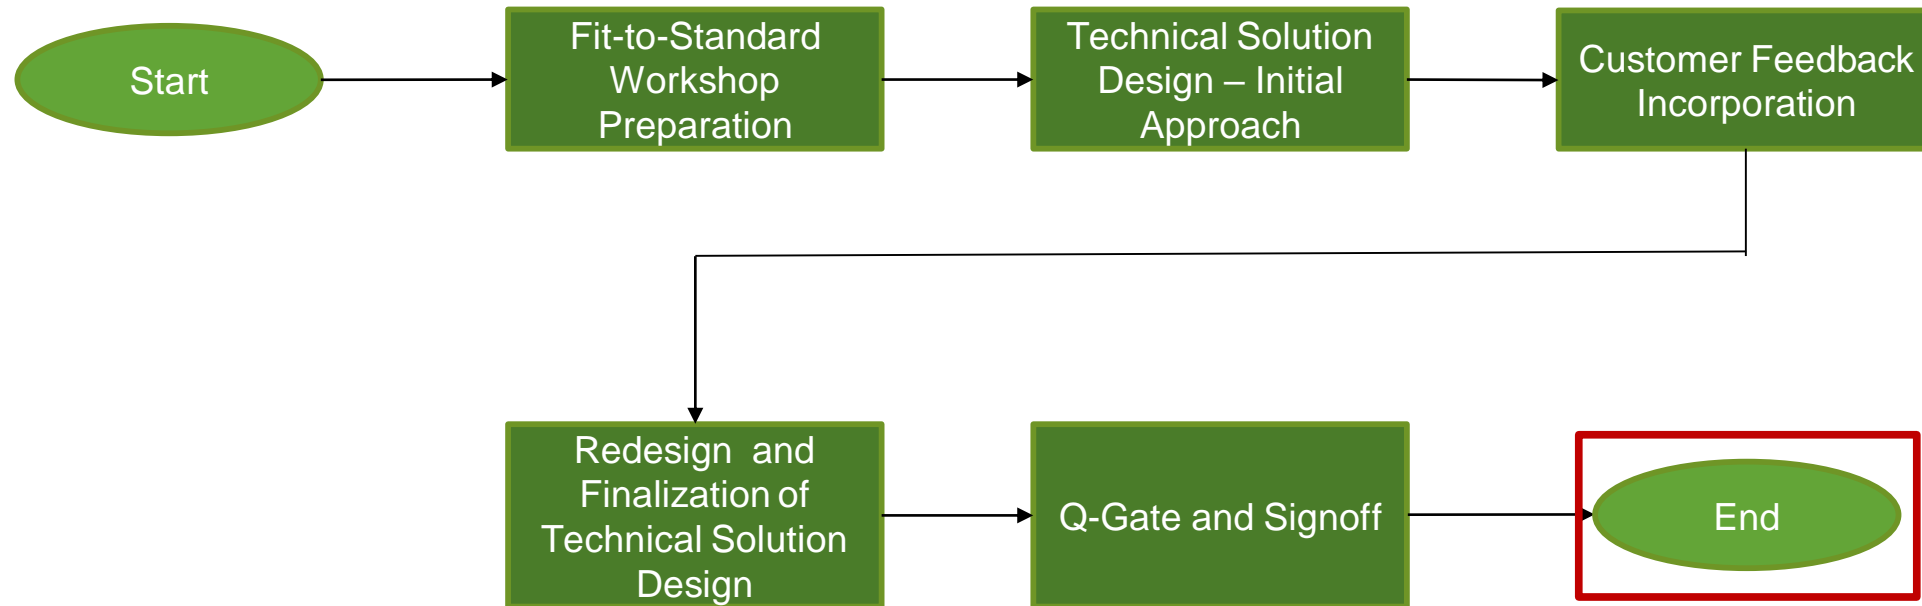 Start
Fit-to-Standard
Workshop
Preparation
Technical Solution
Design – Initial
Approach
Customer Feedback
Incorporation
Redesign  and
Finalization of
Technical Solution
Design
Q-Gate and Signoff
End